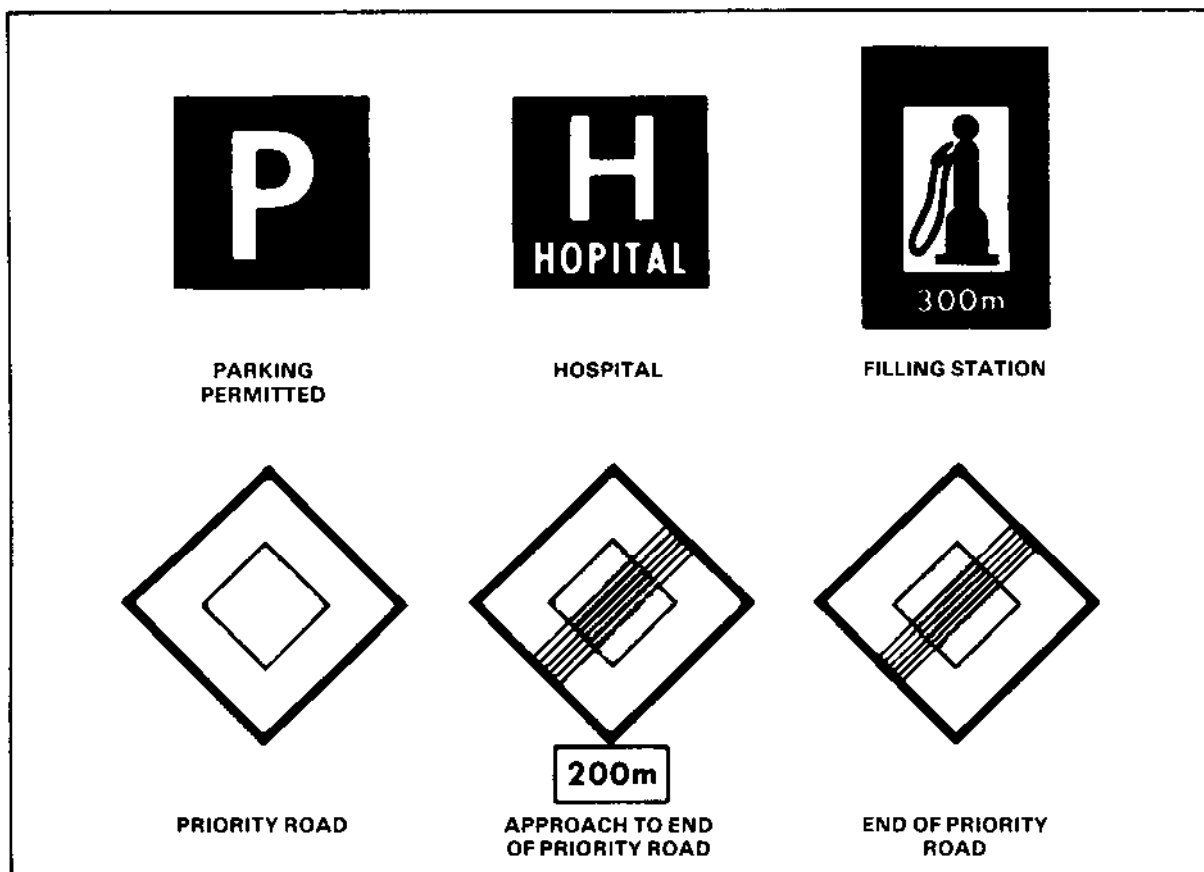 P
H
HOPITAL
300m
PARKING
PERMITTED
HOSPITAL
FILLING STATION
200m
PRIORITY ROAD
APPROACH TO END
OF PRIORITY ROAD
END OF PRIORITY
ROAD